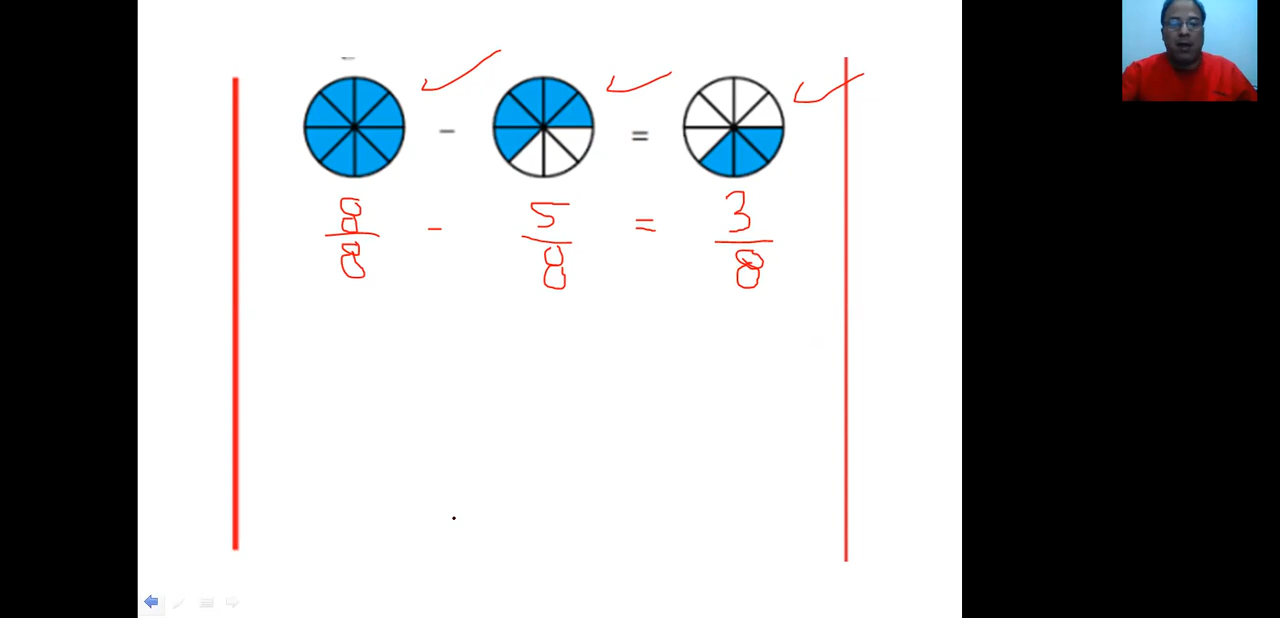 - =
8/8 - 5/8 = 3/8